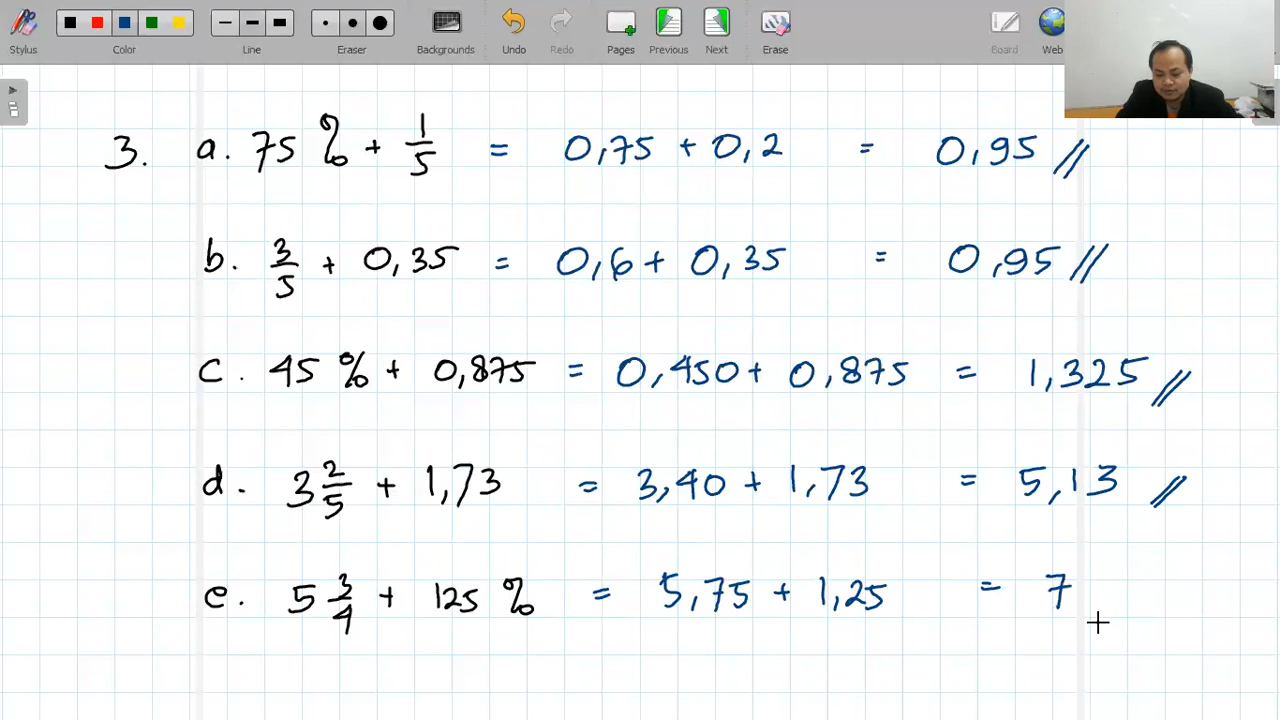 Stylus Color Line Eraser Backgrounds Undo Redo Pages Previous Next Erase Board Web
3. a. 75 % + 1/5 = 0,75 + 0,2 = 0,95 //
b. 3/5 + 0,35 = 0,6 + 0,35 = 0,95 //
c. 45 % + 0,875 = 0,450 + 0,875 = 1,325 //
d. 3 2/5 + 1,73 = 3,40 + 1,73 = 5,13 //
e. 5 3/4 + 125 % = 5,75 + 1,25 = 7